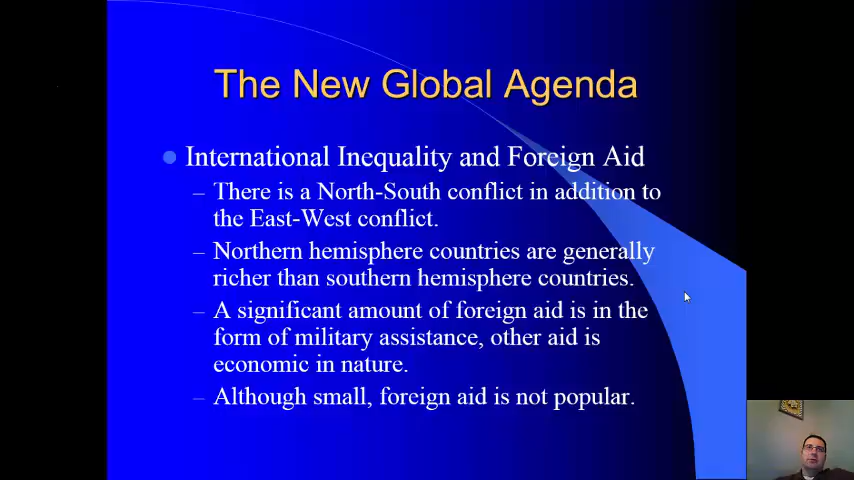 The New Global Agenda
International Inequality and Foreign Aid
– There is a North-South conflict in addition to
the East-West conflict.
– Northern hemisphere countries are generally
richer than southern hemisphere countries.
– A significant amount of foreign aid is in the
form of military assistance, other aid is
economic in nature.
– Although small, foreign aid is not popular.